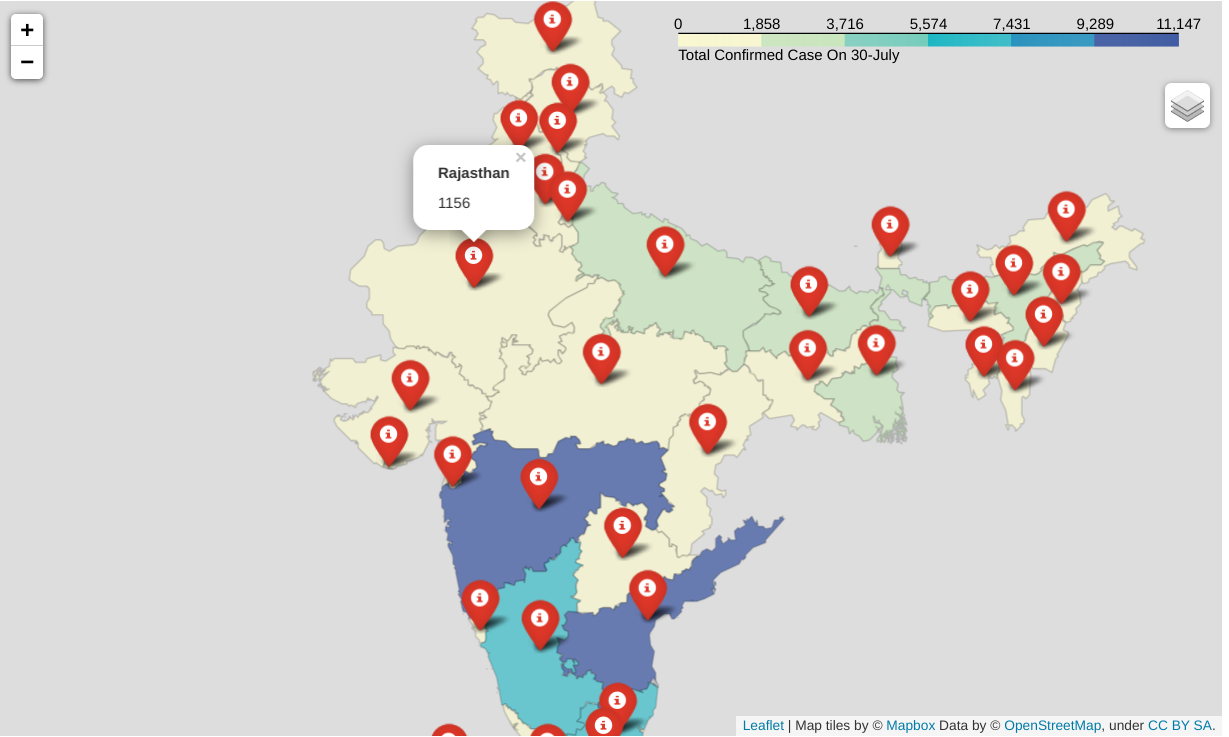 +
−
0 1,858 3,716 5,574 7,431 9,289 11,147
Total Confirmed Case On 30-July
×
Rajasthan
1156
Leaflet | Map tiles by © Mapbox Data by © OpenStreetMap, under CC BY SA.